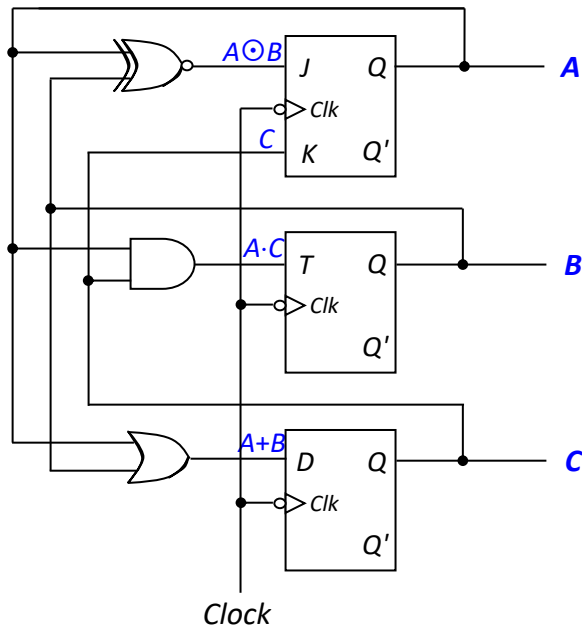 A⊙B
J Q A
Clk
C
K Q'
A·C
T Q B
Clk
Q'
A+B
D Q C
Clk
Q'
Clock